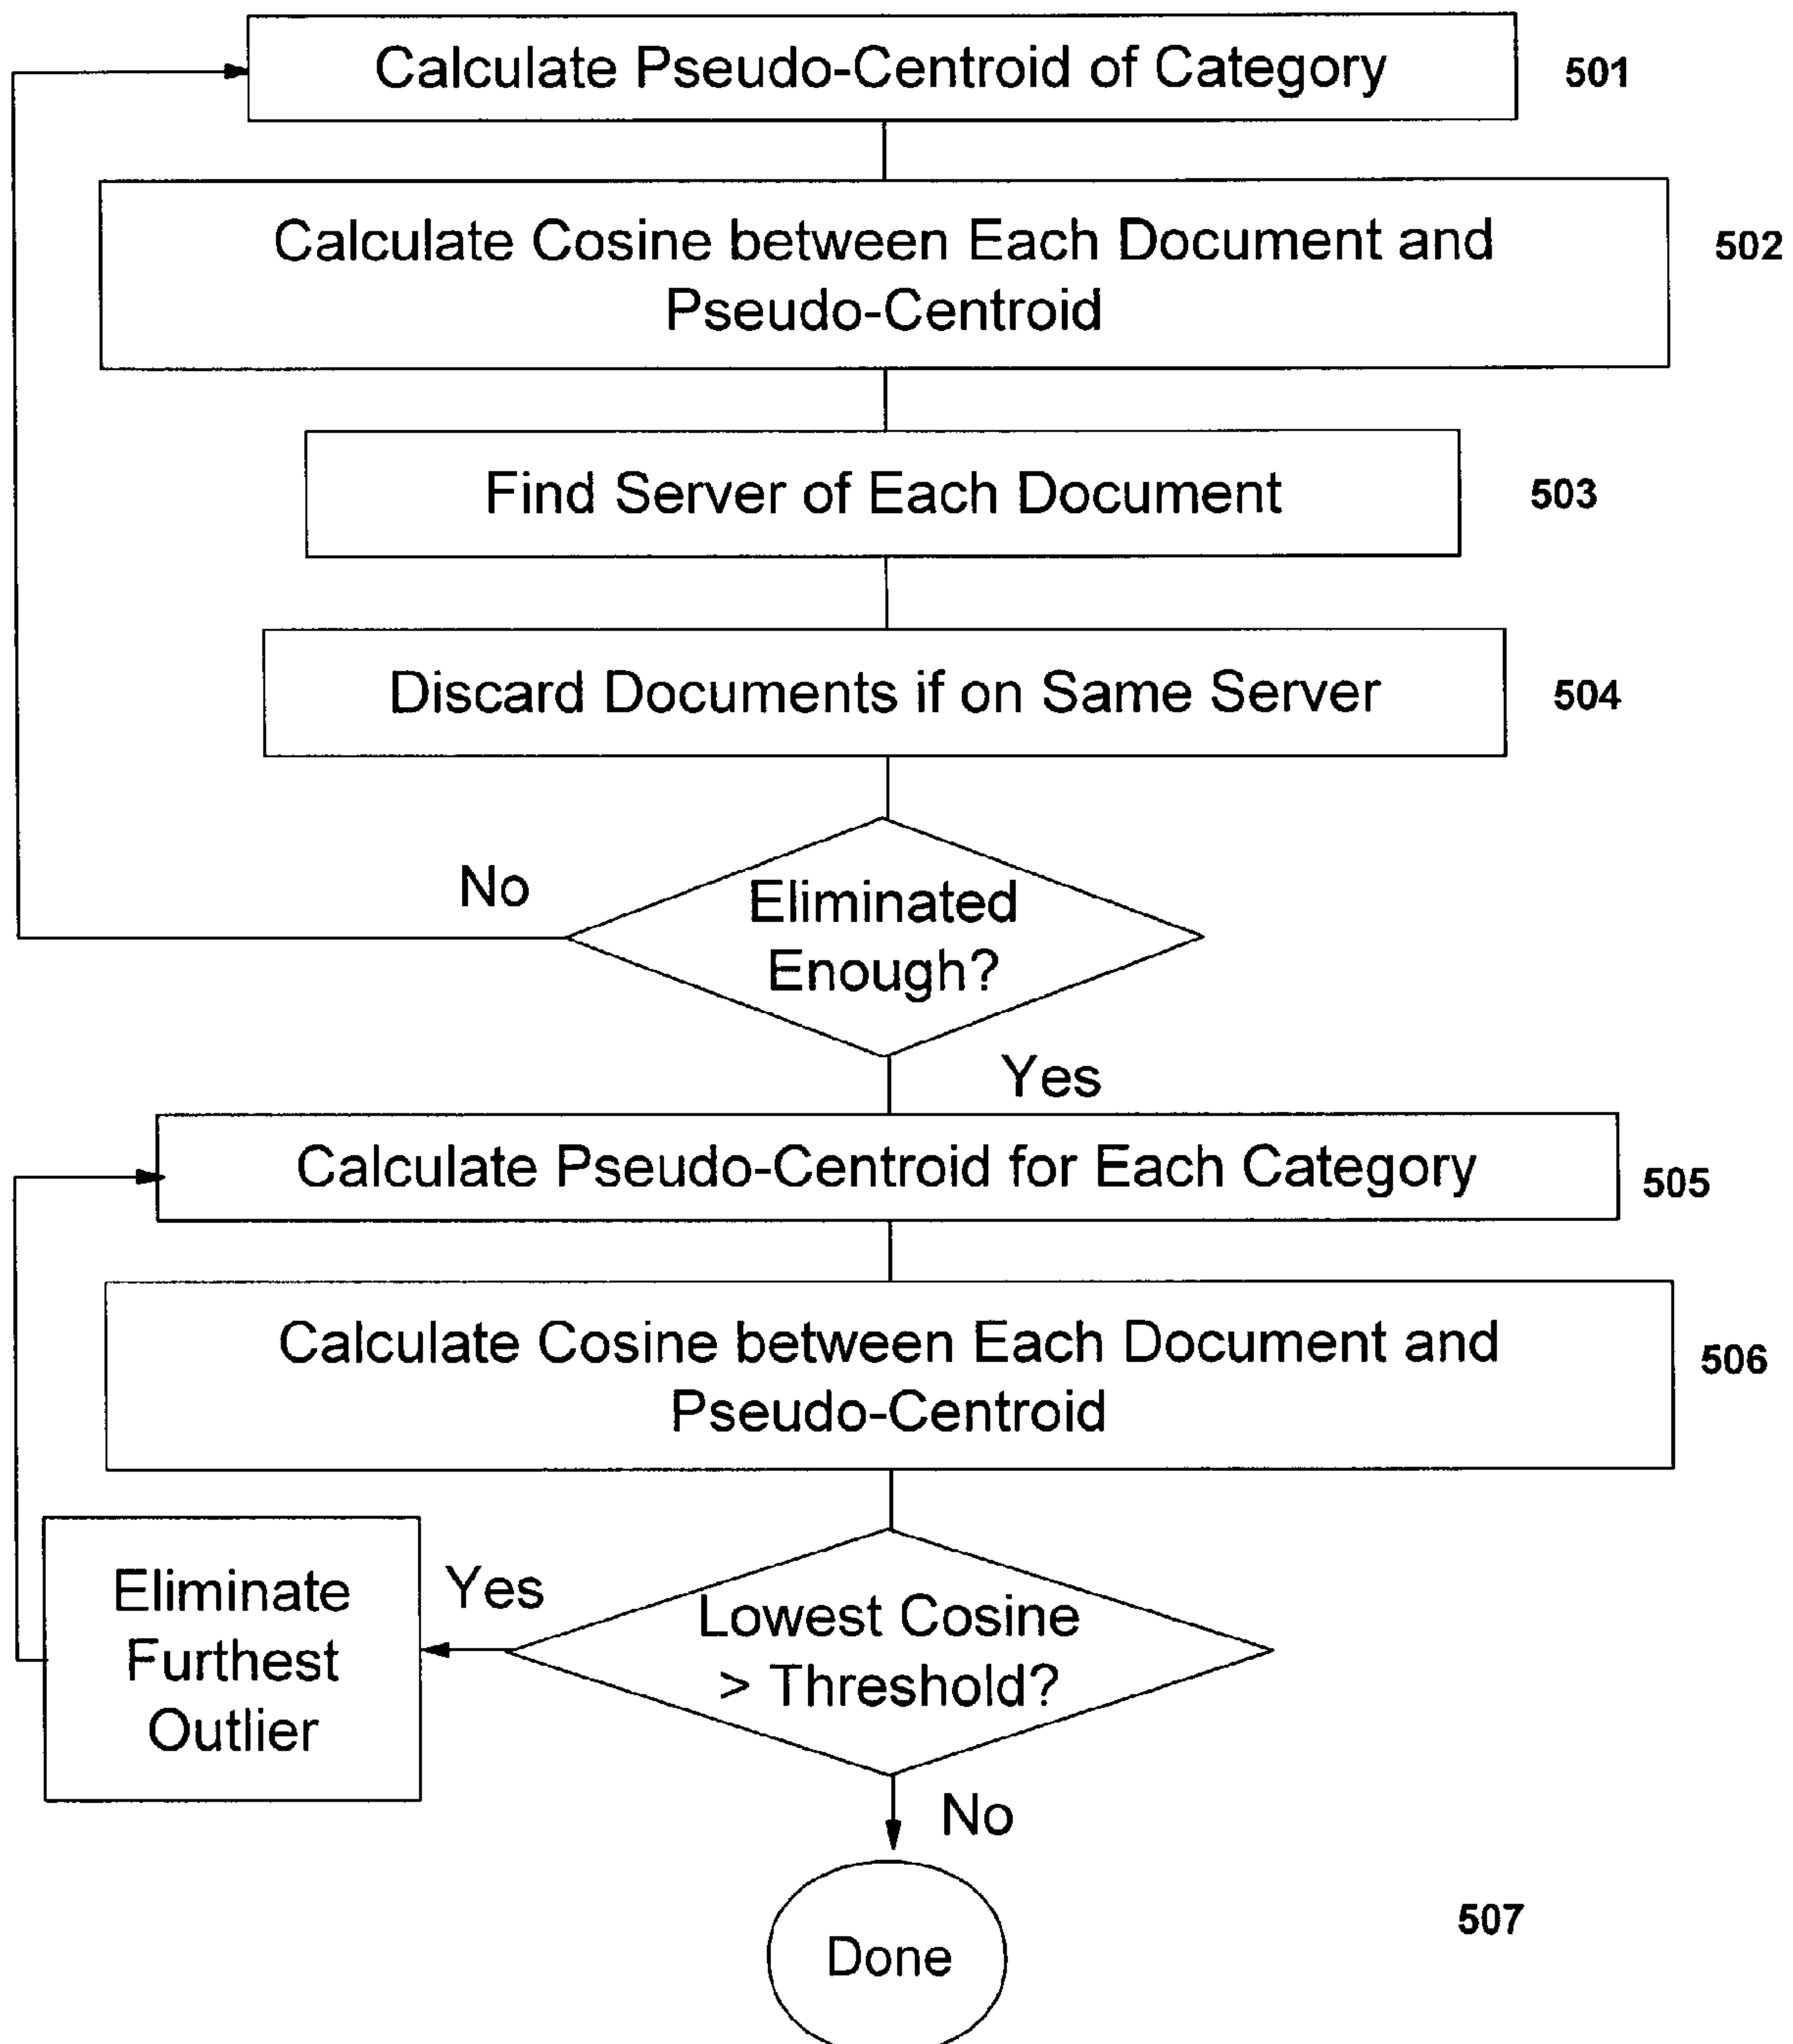 Calculate Pseudo-Centroid of Category
501
Calculate Cosine between Each Document and
Pseudo-Centroid
502
Find Server of Each Document
503
Discard Documents if on Same Server
504
No
Eliminated
Enough?
Yes
Calculate Pseudo-Centroid for Each Category
505
Calculate Cosine between Each Document and
Pseudo-Centroid
506
Eliminate
Furthest
Outlier
Yes
Lowest Cosine
> Threshold?
No
507
Done